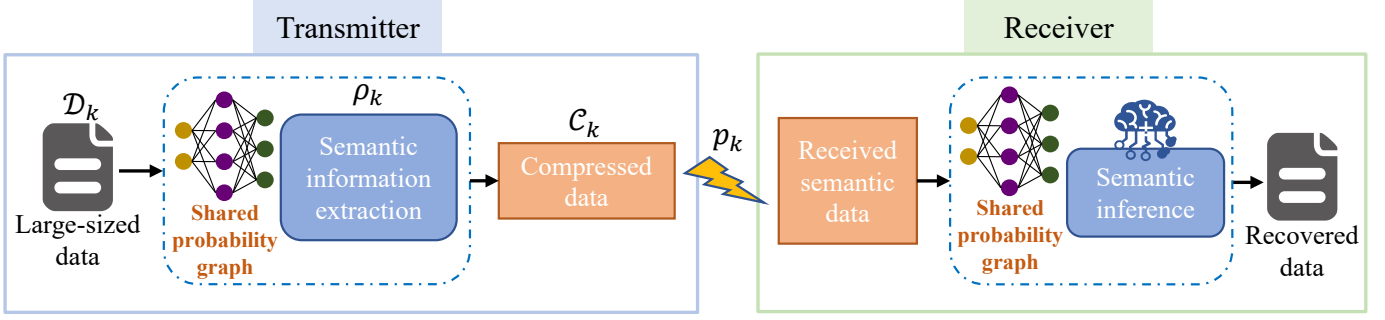 Transmitter
𝒟ₖ
Large-sized
data
Shared
probability
graph
ρₖ
Semantic
information
extraction
𝒞ₖ
Compressed
data
pₖ
Receiver
Received
semantic
data
Shared
probability
graph
Semantic
inference
Recovered
data